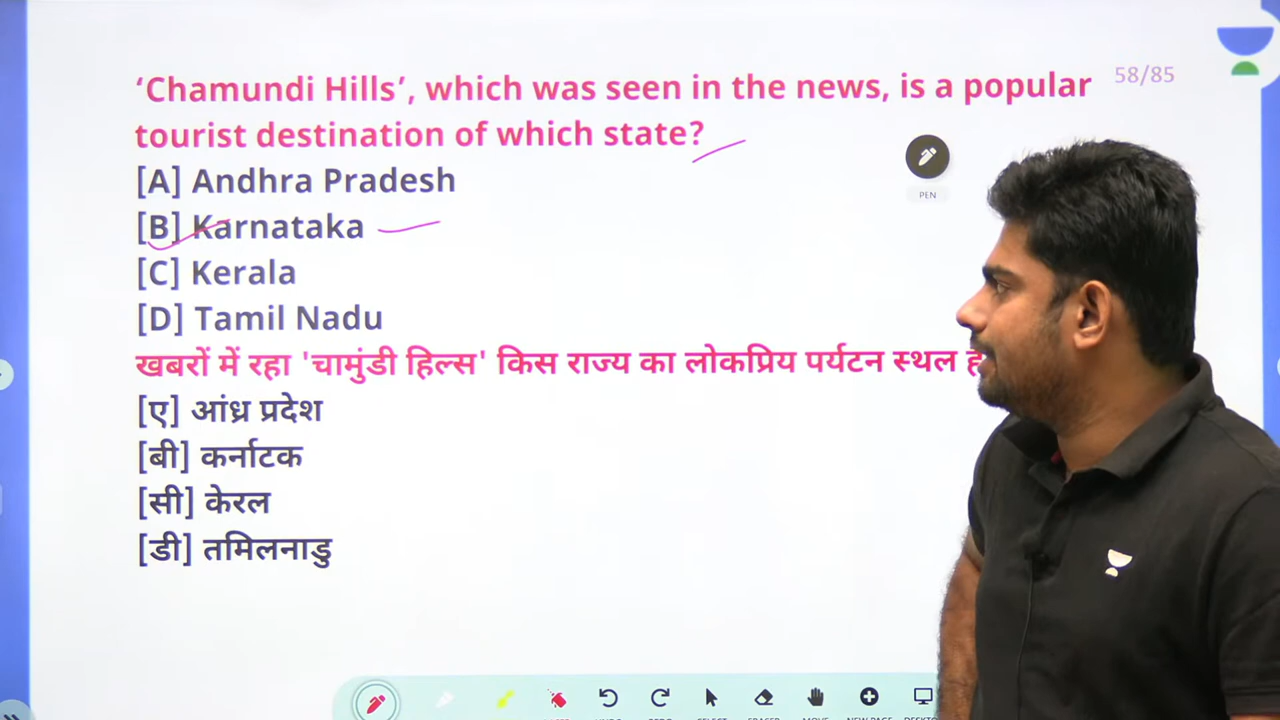 ‘Chamundi Hills’, which was seen in the news, is a popular
58/85
tourist destination of which state?
PEN
[A] Andhra Pradesh
[B] Karnataka
[C] Kerala
[D] Tamil Nadu
खबरों में रहा 'चामुंडी हिल्स' किस राज्य का लोकप्रिय पर्यटन स्थल
[ए] आंध्र प्रदेश
[बी] कर्नाटक
[सी] केरल
[डी] तमिलनाडु